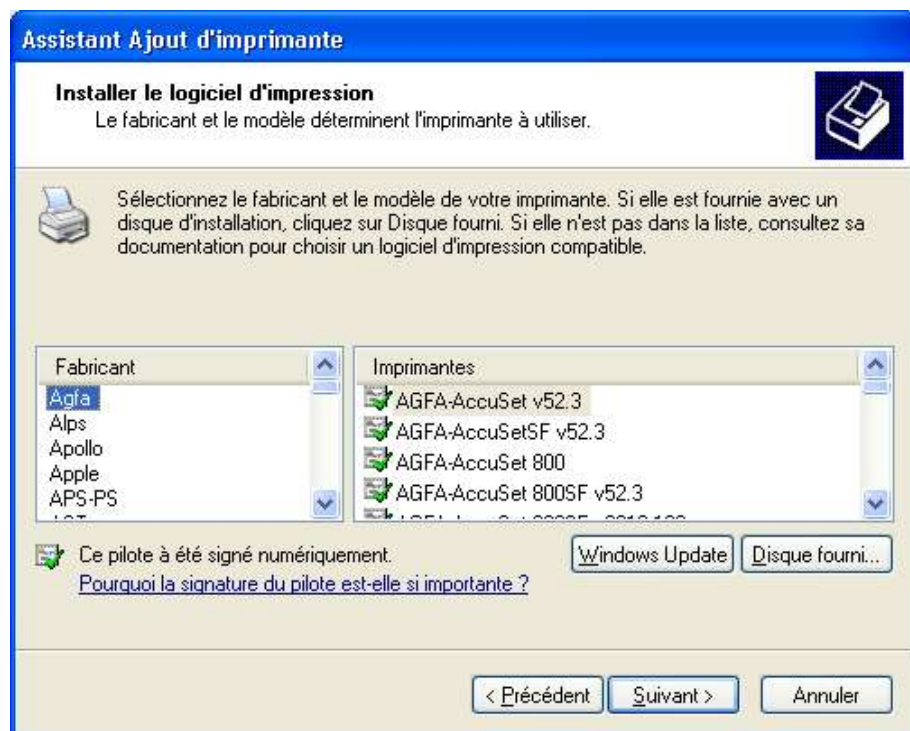 Assistant Ajout d'imprimante
Installer le logiciel d'impression
Le fabricant et le modèle déterminent l'imprimante à utiliser.
Sélectionnez le fabricant et le modèle de votre imprimante. Si elle est fournie avec un
disque d'installation, cliquez sur Disque fourni. Si elle n'est pas dans la liste, consultez sa
documentation pour choisir un logiciel d'impression compatible.
Fabricant
Agfa
Alps
Apollo
Apple
APS-PS
Imprimantes
AGFA-AccuSet v52.3
AGFA-AccuSetSF v52.3
AGFA-AccuSet 800
AGFA-AccuSet 800SF v52.3
Ce pilote à été signé numériquement.
Pourquoi la signature du pilote est-elle si importante ?
Windows Update
Disque fourni...
< Précédent
Suivant >
Annuler